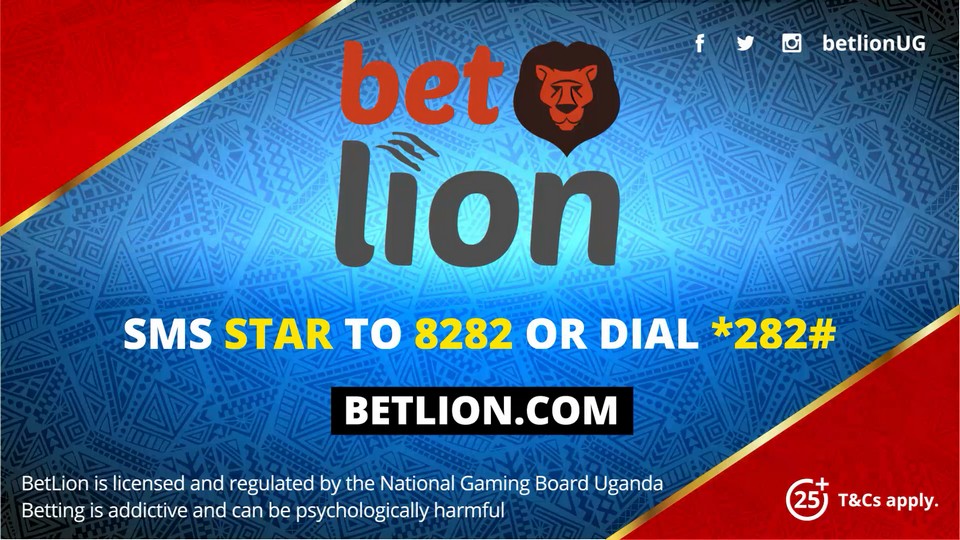 betlionUG
bet
lion
SMS STAR TO 8282 OR DIAL *282#
BETLION.COM
BetLion is licensed and regulated by the National Gaming Board Uganda
Betting is addictive and can be psychologically harmful
25+ T&Cs apply.